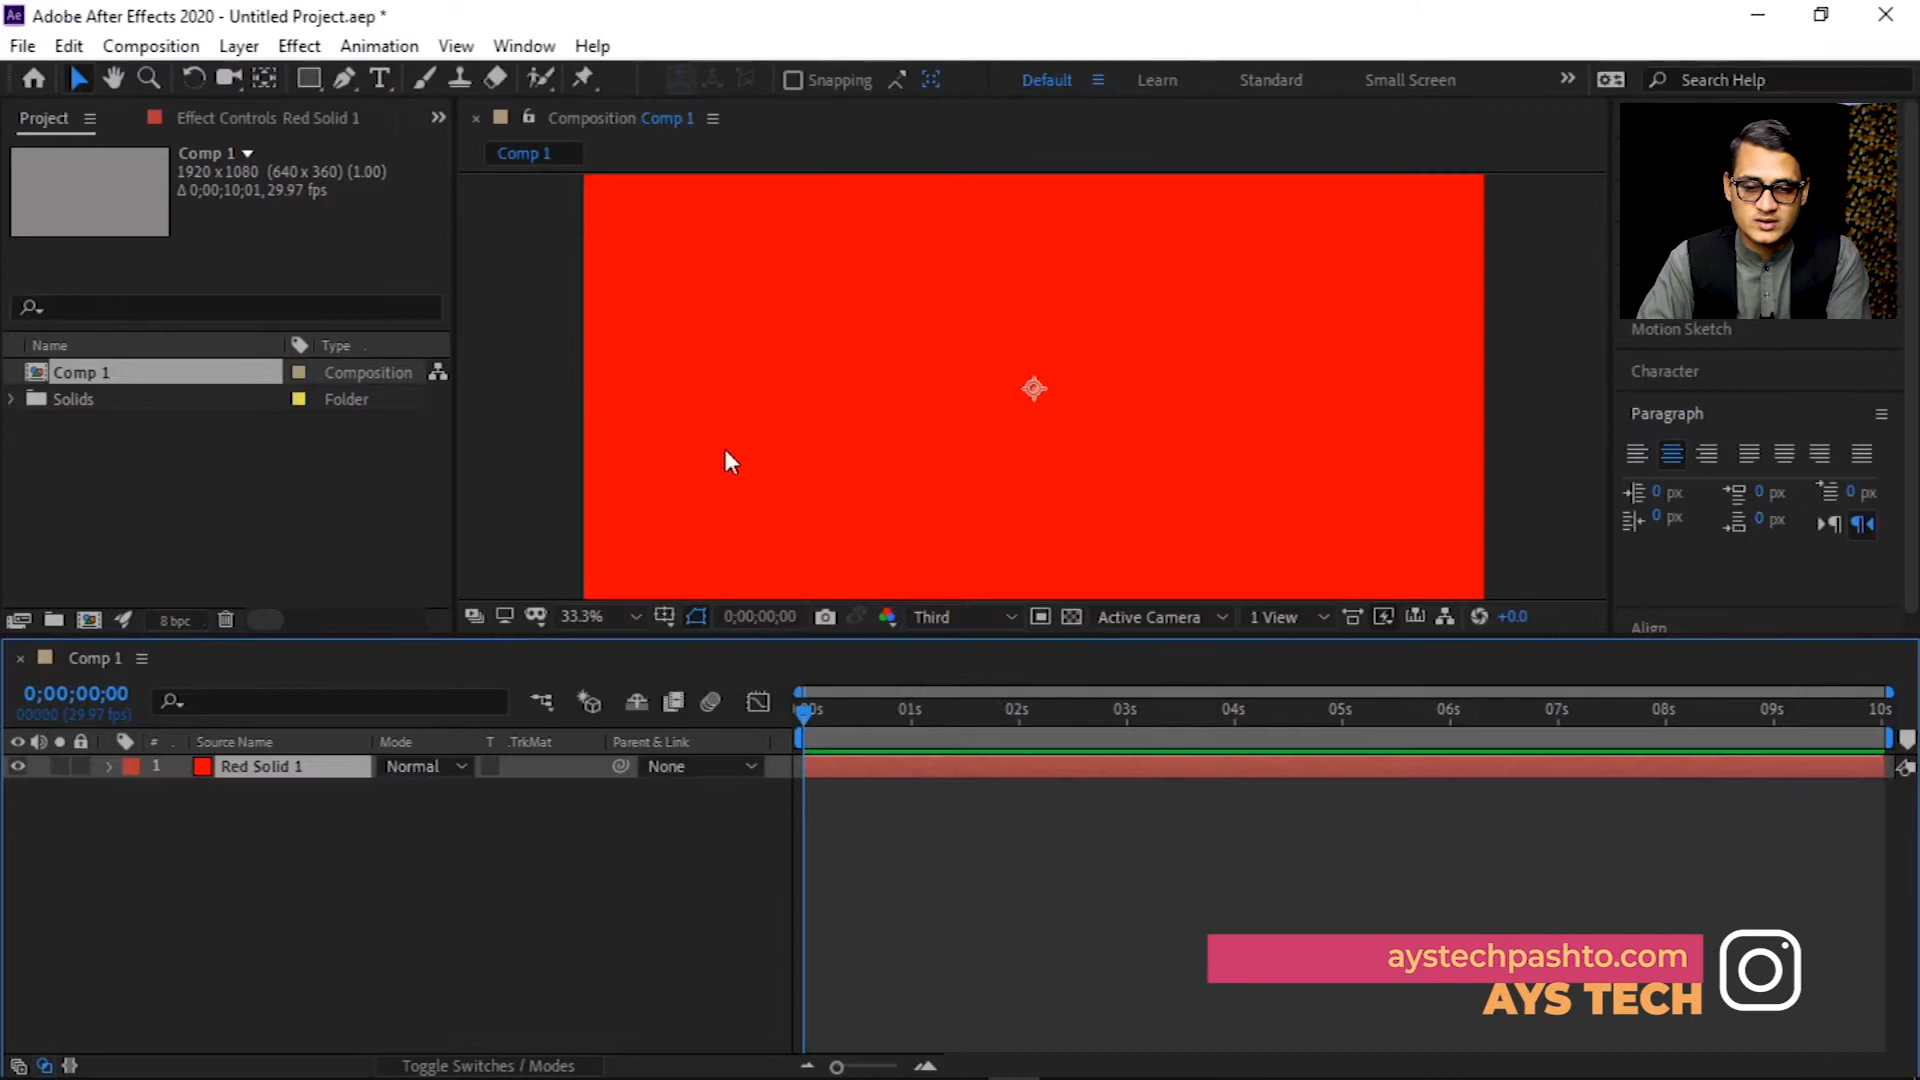 Adobe After Effects 2020 - Untitled Project.aep *
File Edit Composition Layer Effect Animation View Window Help
Snapping Default Learn Standard Small Screen Search Help
Project Effect Controls Red Solid 1
Composition Comp 1
Comp 1
1920 x 1080 (640 x 360) (1.00)
Δ 0;00;10;01, 29.97 fps
Comp 1
Name Type
Comp 1 Composition
Solids Folder
Motion Sketch
Character
Paragraph
0 px 0 px 0 px
0 px 0 px
Align
8 bpc
33.3% 0;00;00;00 Third Active Camera 1 View +0.0
Comp 1
0;00;00;00
00000 (29.97 fps)
00s 01s 02s 03s 04s 05s 06s 07s 08s 09s 10s
# Source Name Mode T .TrkMat Parent & Link
1 Red Solid 1 Normal None
aystechpashto.com
AYS TECH
Toggle Switches / Modes